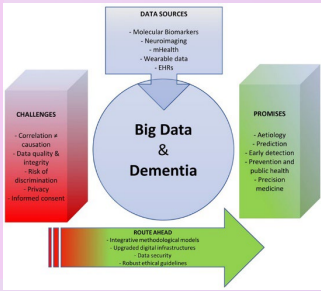 DATA SOURCES
- Molecular Biomarkers
- Neuroimaging
- mHealth
- Wearable data
- EHRs
CHALLENGES
- Correlation ≠
causation
- Data quality &
integrity
- Risk of
discrimination
- Privacy
- Informed consent
Big Data
&
Dementia
PROMISES
- Aetiology
- Prediction
- Early detection
- Prevention and
public health
- Precision
medicine
ROUTE AHEAD
- Integrative methodological models
- Upgraded digital infrastructures
- Data security
- Robust ethical guidelines